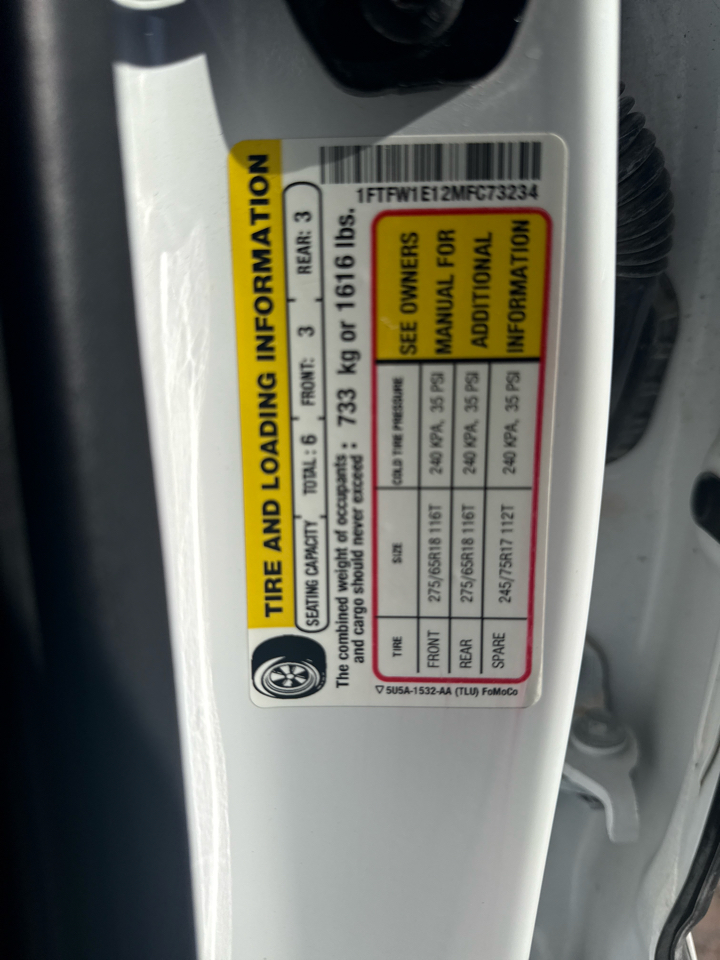 TIRE AND LOADING INFORMATION
SEATING CAPACITY TOTAL: 6 FRONT: 3 REAR: 3
The combined weight of occupants
and cargo should never exceed : 733 kg or 1616 lbs.
1FTFW1E12MFC73234
TIRE SIZE COLD TIRE PRESSURE
FRONT 275/65R18 116T 240 KPA, 35 PSI
REAR 275/65R18 116T 240 KPA, 35 PSI
SPARE 245/75R17 112T 240 KPA, 35 PSI
SEE OWNERS
MANUAL FOR
ADDITIONAL
INFORMATION
5U5A-1532-AA (TLU) FoMoCo